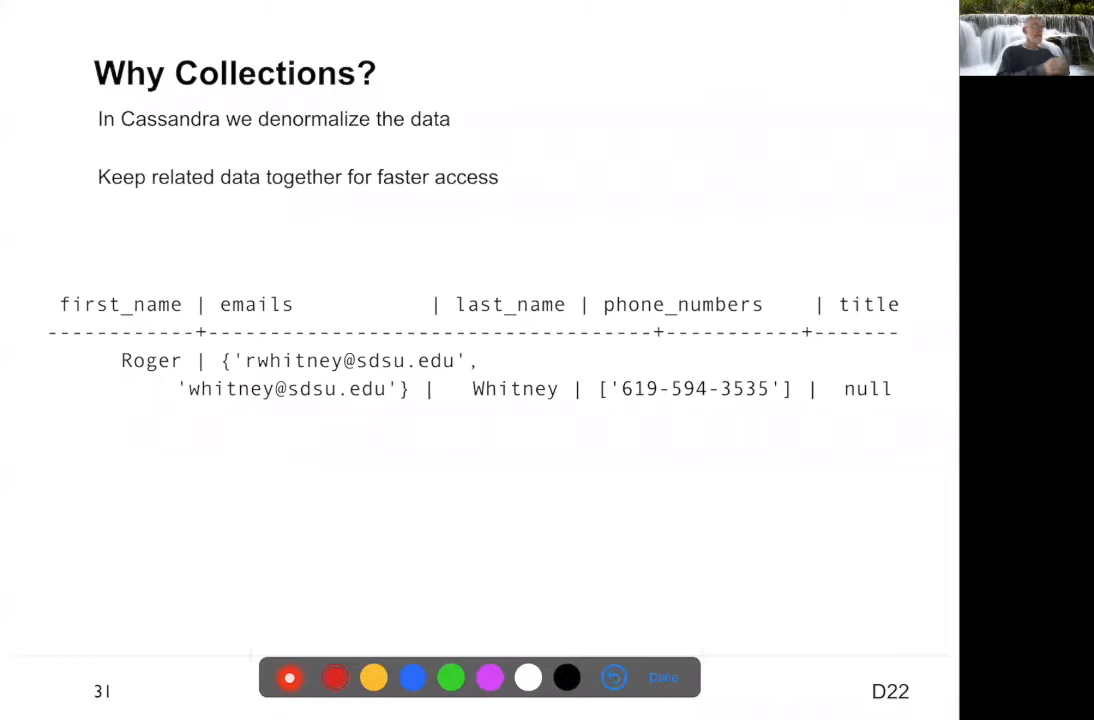 Why Collections?
In Cassandra we denormalize the data
Keep related data together for faster access
first_name | emails | last_name | phone_numbers | title
------------+------------------------------------+-----------+-------
Roger | {'rwhitney@sdsu.edu',
'whitney@sdsu.edu'} | Whitney | ['619-594-3535'] | null
Done
31
D22